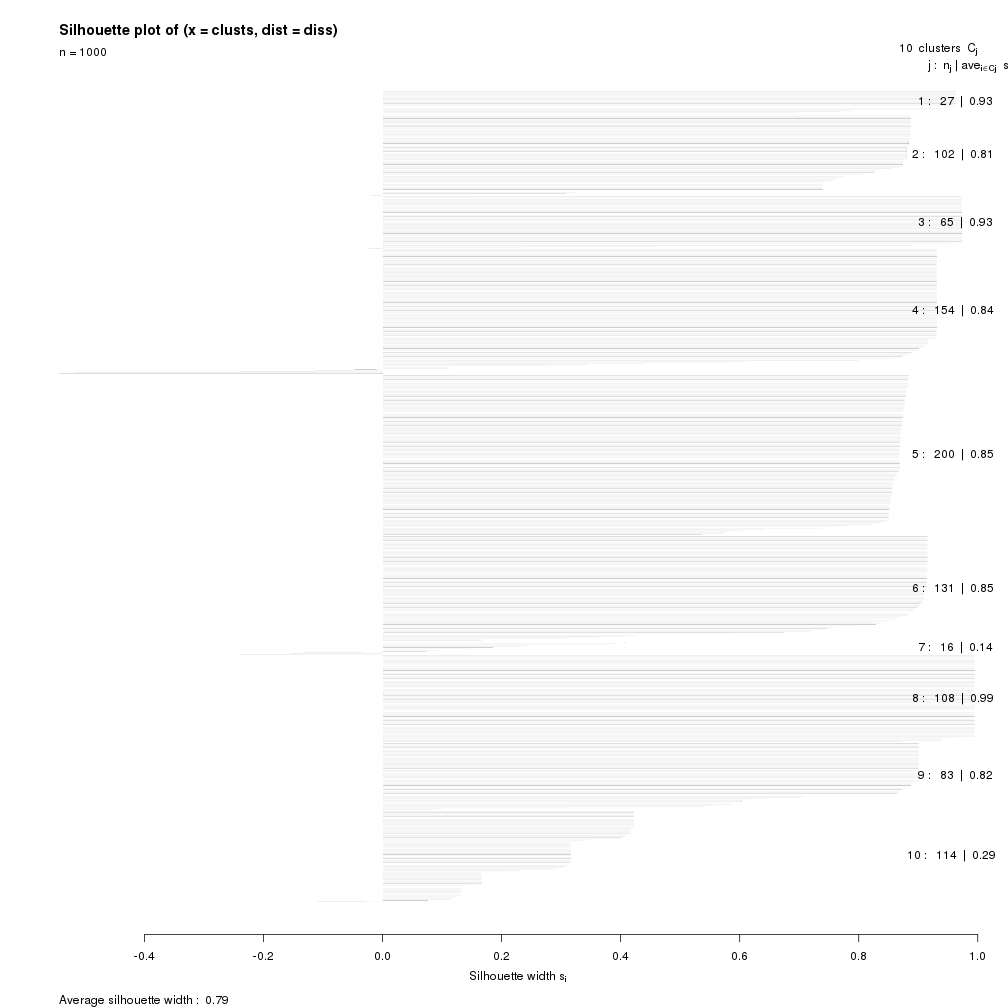 Silhouette plot of (x = clusts, dist = diss)
n = 1000
10 clusters Cj
j : nj | avei∈Cj s
1 : 27 | 0.93
2 : 102 | 0.81
3 : 65 | 0.93
4 : 154 | 0.84
5 : 200 | 0.85
6 : 131 | 0.85
7 : 16 | 0.14
8 : 108 | 0.99
9 : 83 | 0.82
10 : 114 | 0.29
-0.4 -0.2 0.0 0.2 0.4 0.6 0.8 1.0
Silhouette width si
Average silhouette width : 0.79